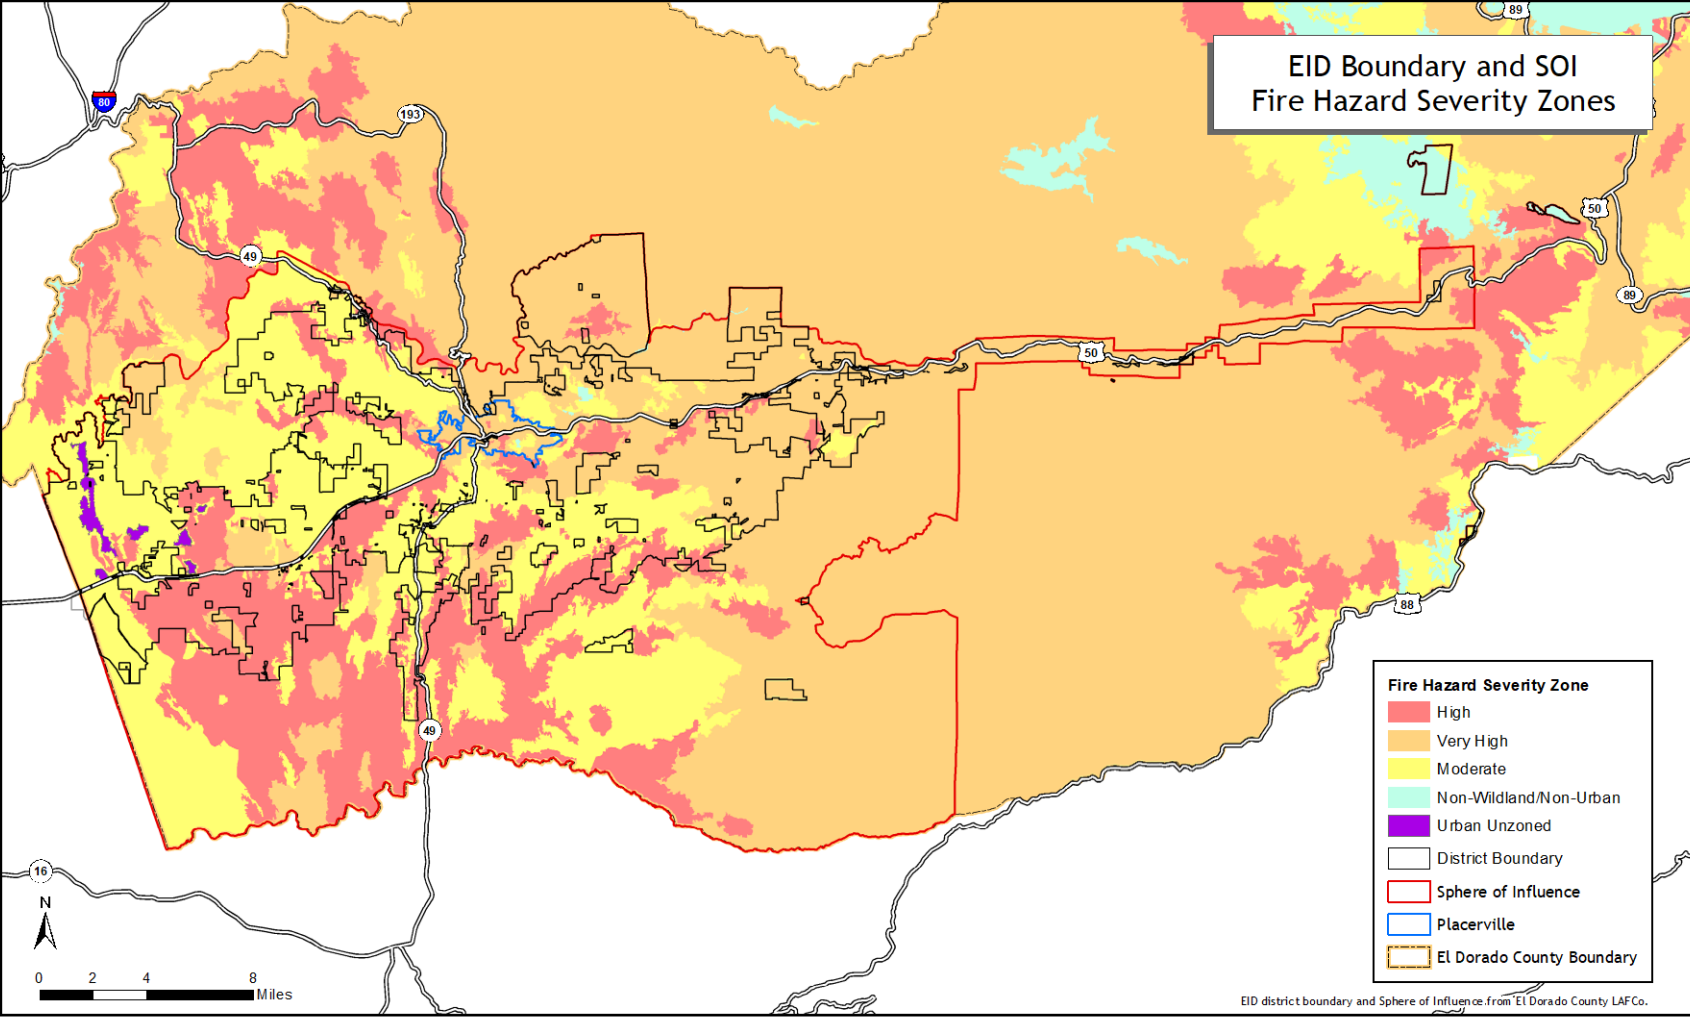 89
EID Boundary and SOI
Fire Hazard Severity Zones
80
193
50
49
89
50
88
49
16
N
0 2 4 8
Miles
Fire Hazard Severity Zone
High
Very High
Moderate
Non-Wildland/Non-Urban
Urban Unzoned
District Boundary
Sphere of Influence
Placerville
El Dorado County Boundary
EID district boundary and Sphere of Influence from El Dorado County LAFCo.